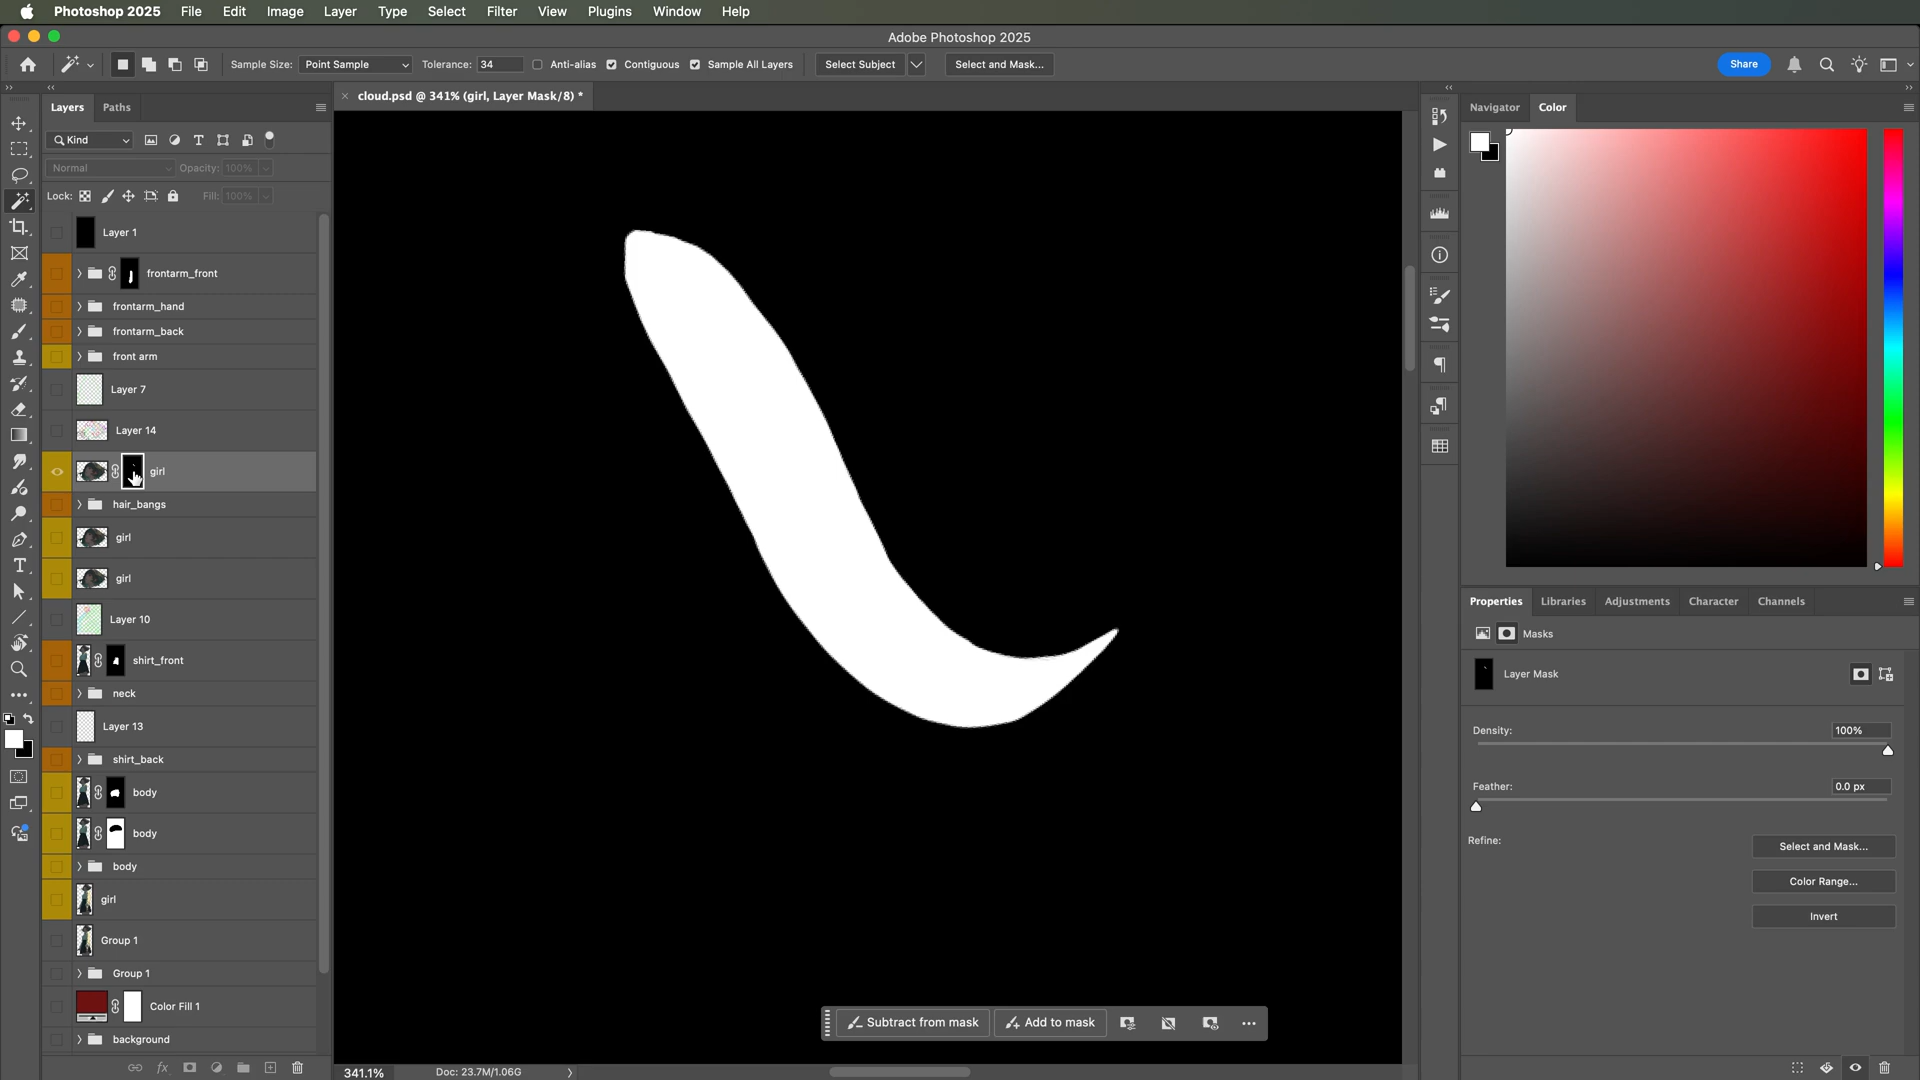 Photoshop 2025 File Edit Image Layer Type Select Filter View Plugins Window Help
Adobe Photoshop 2025
Sample Size: Point Sample Tolerance: 34 Anti-alias Contiguous Sample All Layers Select Subject Select and Mask... Share
Layers Paths
cloud.psd @ 341% (girl, Layer Mask/8) *
Navigator Color
Kind
Normal Opacity: 100%
Lock: Fill: 100%
Layer 1
frontarm_front
frontarm_hand
frontarm_back
front arm
Layer 7
Layer 14
girl
hair_bangs
girl
girl
Layer 10
shirt_front
neck
Layer 13
shirt_back
body
body
body
girl
Group 1
Group 1
Color Fill 1
background
Properties Libraries Adjustments Character Channels
Masks
Layer Mask
Density: 100%
Feather: 0.0 px
Refine: Select and Mask...
Color Range...
Invert
Subtract from mask Add to mask
341.1% Doc: 23.7M/1.06G